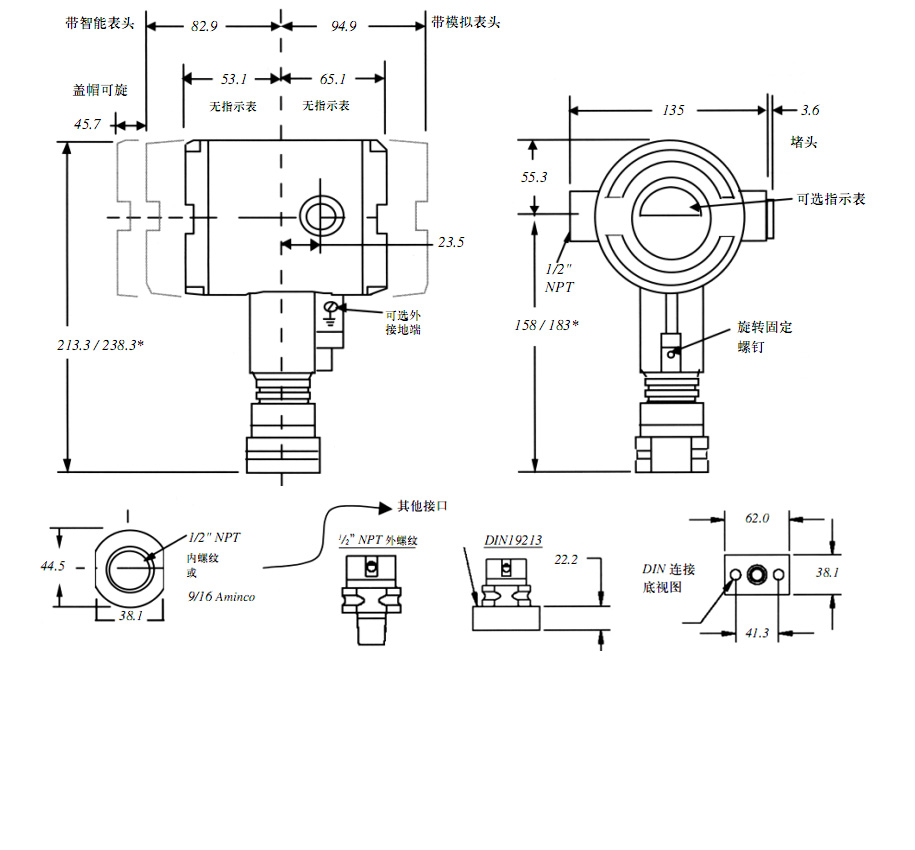 带智能表头
82.9
94.9
带模拟表头
53.1
65.1
盖帽可旋
无指示表
无指示表
45.7
135
3.6
堵头
55.3
可选指示表
23.5
1/2"
NPT
可选外
接地端
158 / 183*
旋转固定
螺钉
213.3 / 238.3*
其他接口
1/2" NPT
内螺纹
或
9/16 Aminco
44.5
38.1
1/2" NPT 外螺纹
DIN19213
22.2
62.0
DIN 连接
底视图
38.1
41.3